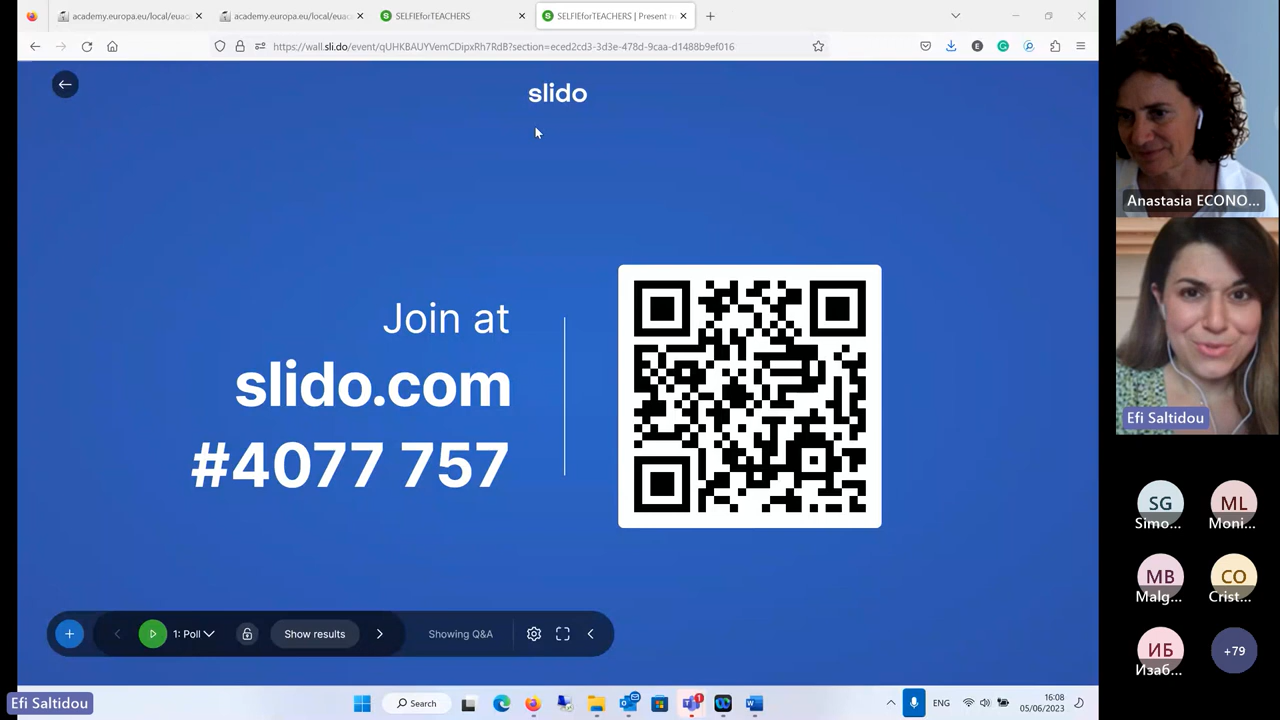 academy.europa.eu/local/euac
academy.europa.eu/local/euac
SELFIEforTEACHERS
SELFIEforTEACHERS | Present m
https://wall.sli.do/event/qUHKBAUYVemCDipxRh7RdB?section=eced2cd3-3d3e-478d-9caa-d1488b9ef016
slido
Join at
slido.com
#4077 757
1: Poll
Show results
Showing Q&A
Efi Saltidou
Search
ENG
16:08
05/06/2023
Anastasia ECONO...
Efi Saltidou
SG
Simo...
ML
Moni...
MB
Malg...
CO
Crist...
ИБ
Изаб...
+79